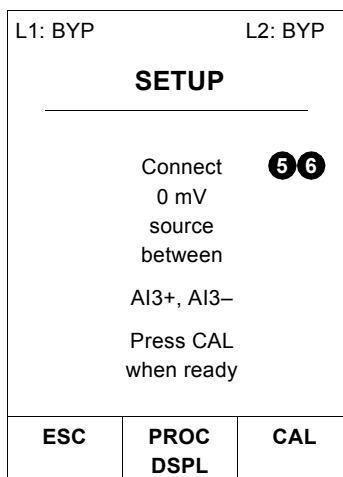 L1: BYP L2: BYP
SETUP
Connect 5 6
0 mV
source
between
AI3+, AI3–
Press CAL
when ready
ESC PROC CAL
DSPL